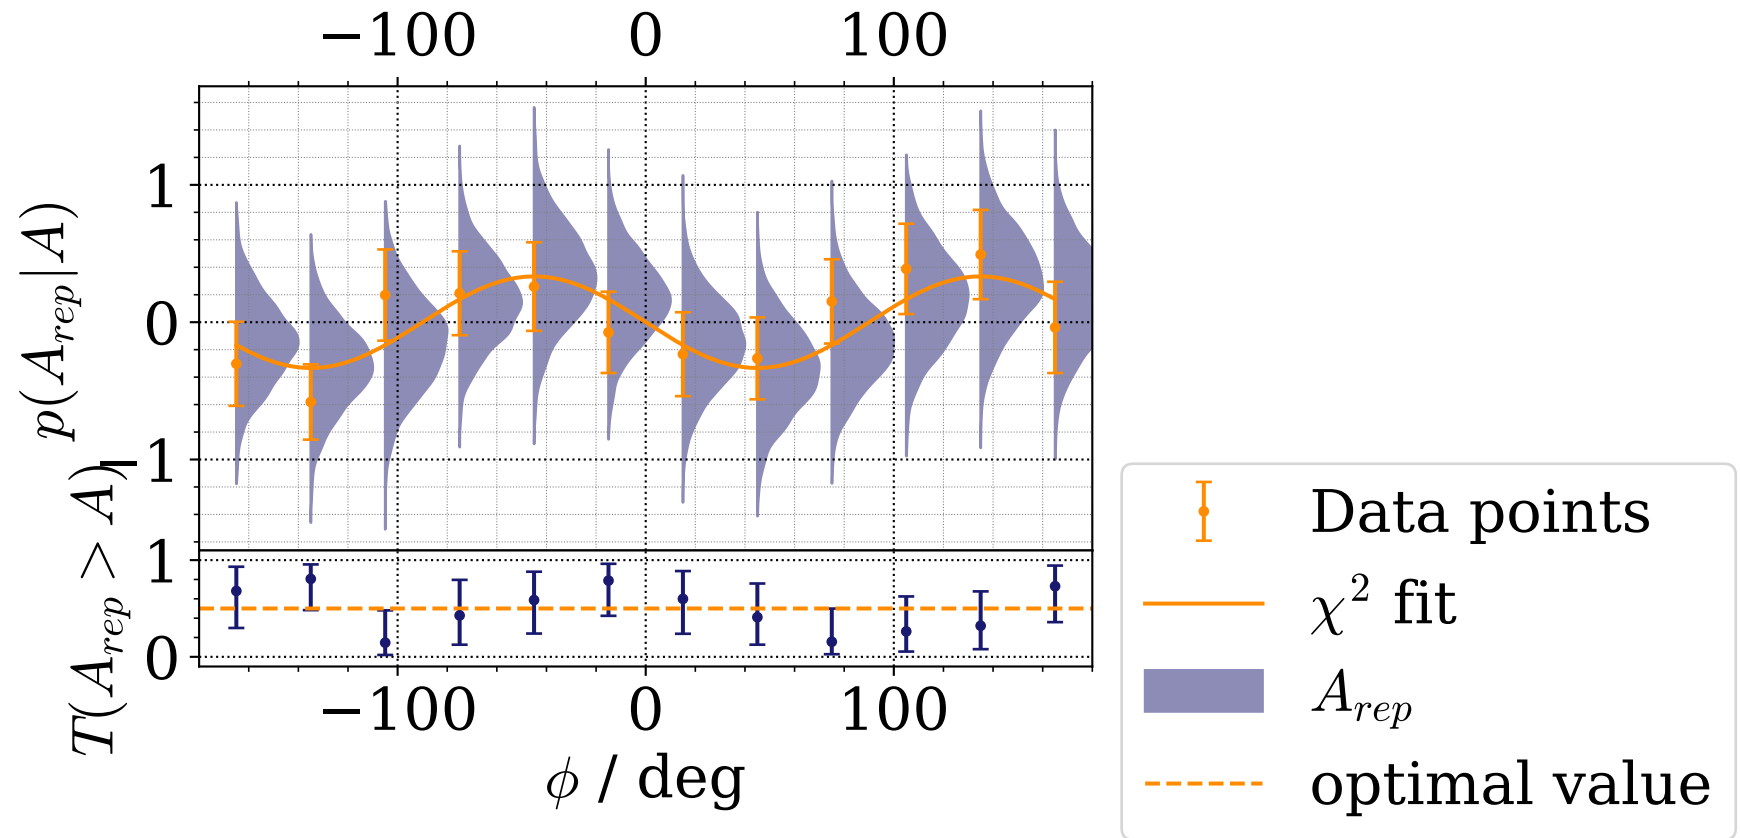 −100 0 100
p(A_rep|A)
1
0
−1
T(A_rep > A)
1
0
−100 0 100
ϕ / deg
Data points
χ² fit
A_rep
optimal value